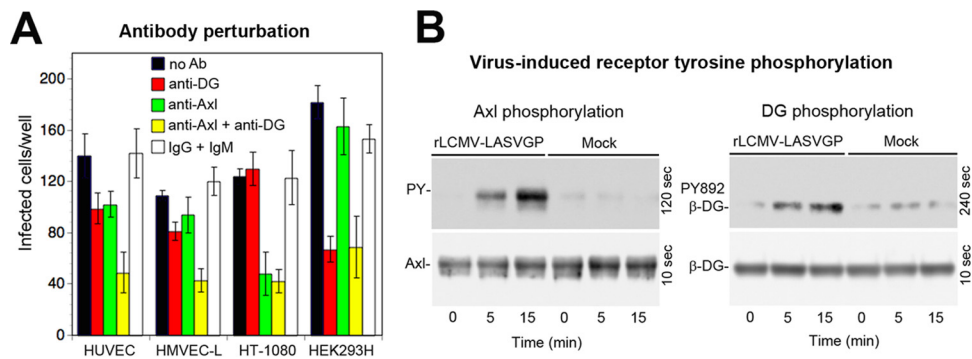 A
Antibody perturbation
Infected cells/well
200
160
120
80
40
0
no Ab
anti-DG
anti-Axl
anti-Axl + anti-DG
IgG + IgM
HUVEC HMVEC-L HT-1080 HEK293H
B
Virus-induced receptor tyrosine phosphorylation
Axl phosphorylation
rLCMV-LASVGP Mock
PY-
120 sec
Axl-
10 sec
0 5 15 0 5 15
Time (min)
DG phosphorylation
rLCMV-LASVGP Mock
PY892
β-DG-
240 sec
β-DG-
10 sec
0 5 15 0 5 15
Time (min)